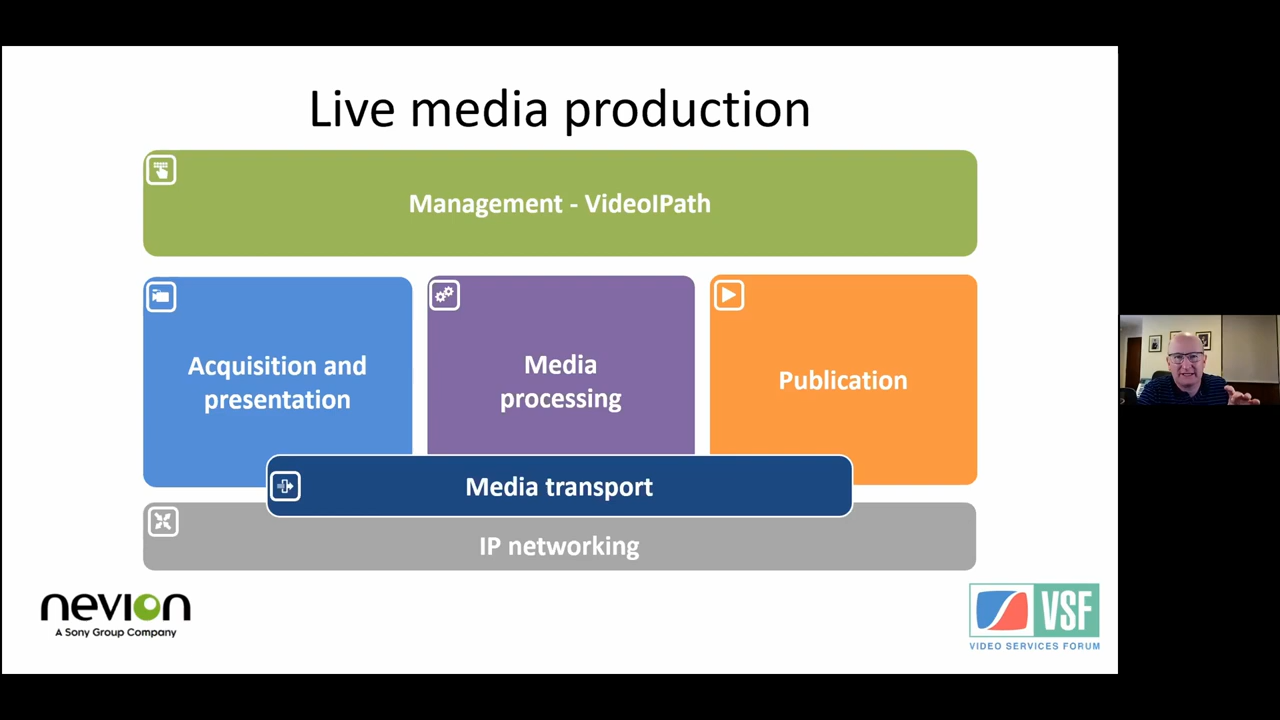 Live media production
Management - VideoIPath
Acquisition and
presentation
Media
processing
Publication
Media transport
IP networking
nevion
A Sony Group Company
VSF
VIDEO SERVICES FORUM